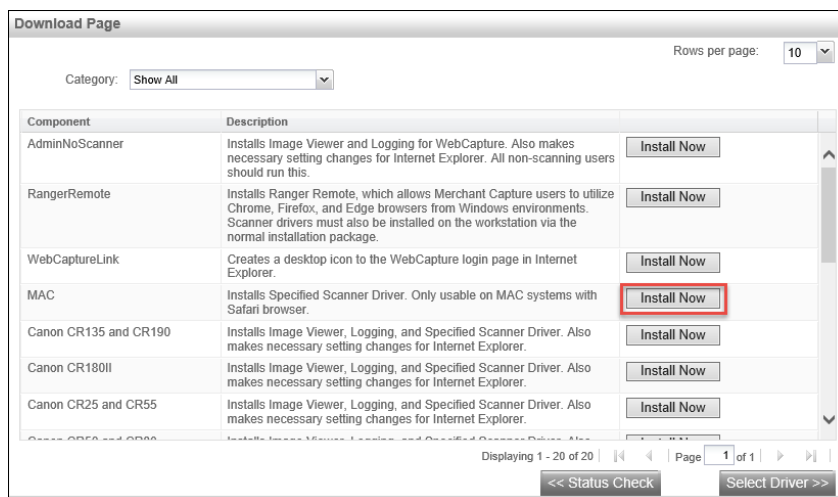 Download Page
Rows per page: 10
Category: Show All
Component Description
AdminNoScanner Installs Image Viewer and Logging for WebCapture. Also makes Install Now
necessary setting changes for Internet Explorer. All non-scanning users
should run this.
RangerRemote Installs Ranger Remote, which allows Merchant Capture users to utilize Install Now
Chrome, Firefox, and Edge browsers from Windows environments.
Scanner drivers must also be installed on the workstation via the
normal installation package.
WebCaptureLink Creates a desktop icon to the WebCapture login page in Internet Install Now
Explorer.
MAC Installs Specified Scanner Driver. Only usable on MAC systems with Install Now
Safari browser.
Canon CR135 and CR190 Installs Image Viewer, Logging, and Specified Scanner Driver. Also Install Now
makes necessary setting changes for Internet Explorer.
Canon CR180II Installs Image Viewer, Logging, and Specified Scanner Driver. Also Install Now
makes necessary setting changes for Internet Explorer.
Canon CR25 and CR55 Installs Image Viewer, Logging, and Specified Scanner Driver. Also Install Now
makes necessary setting changes for Internet Explorer.
Displaying 1 - 20 of 20 Page 1 of 1
<< Status Check Select Driver >>